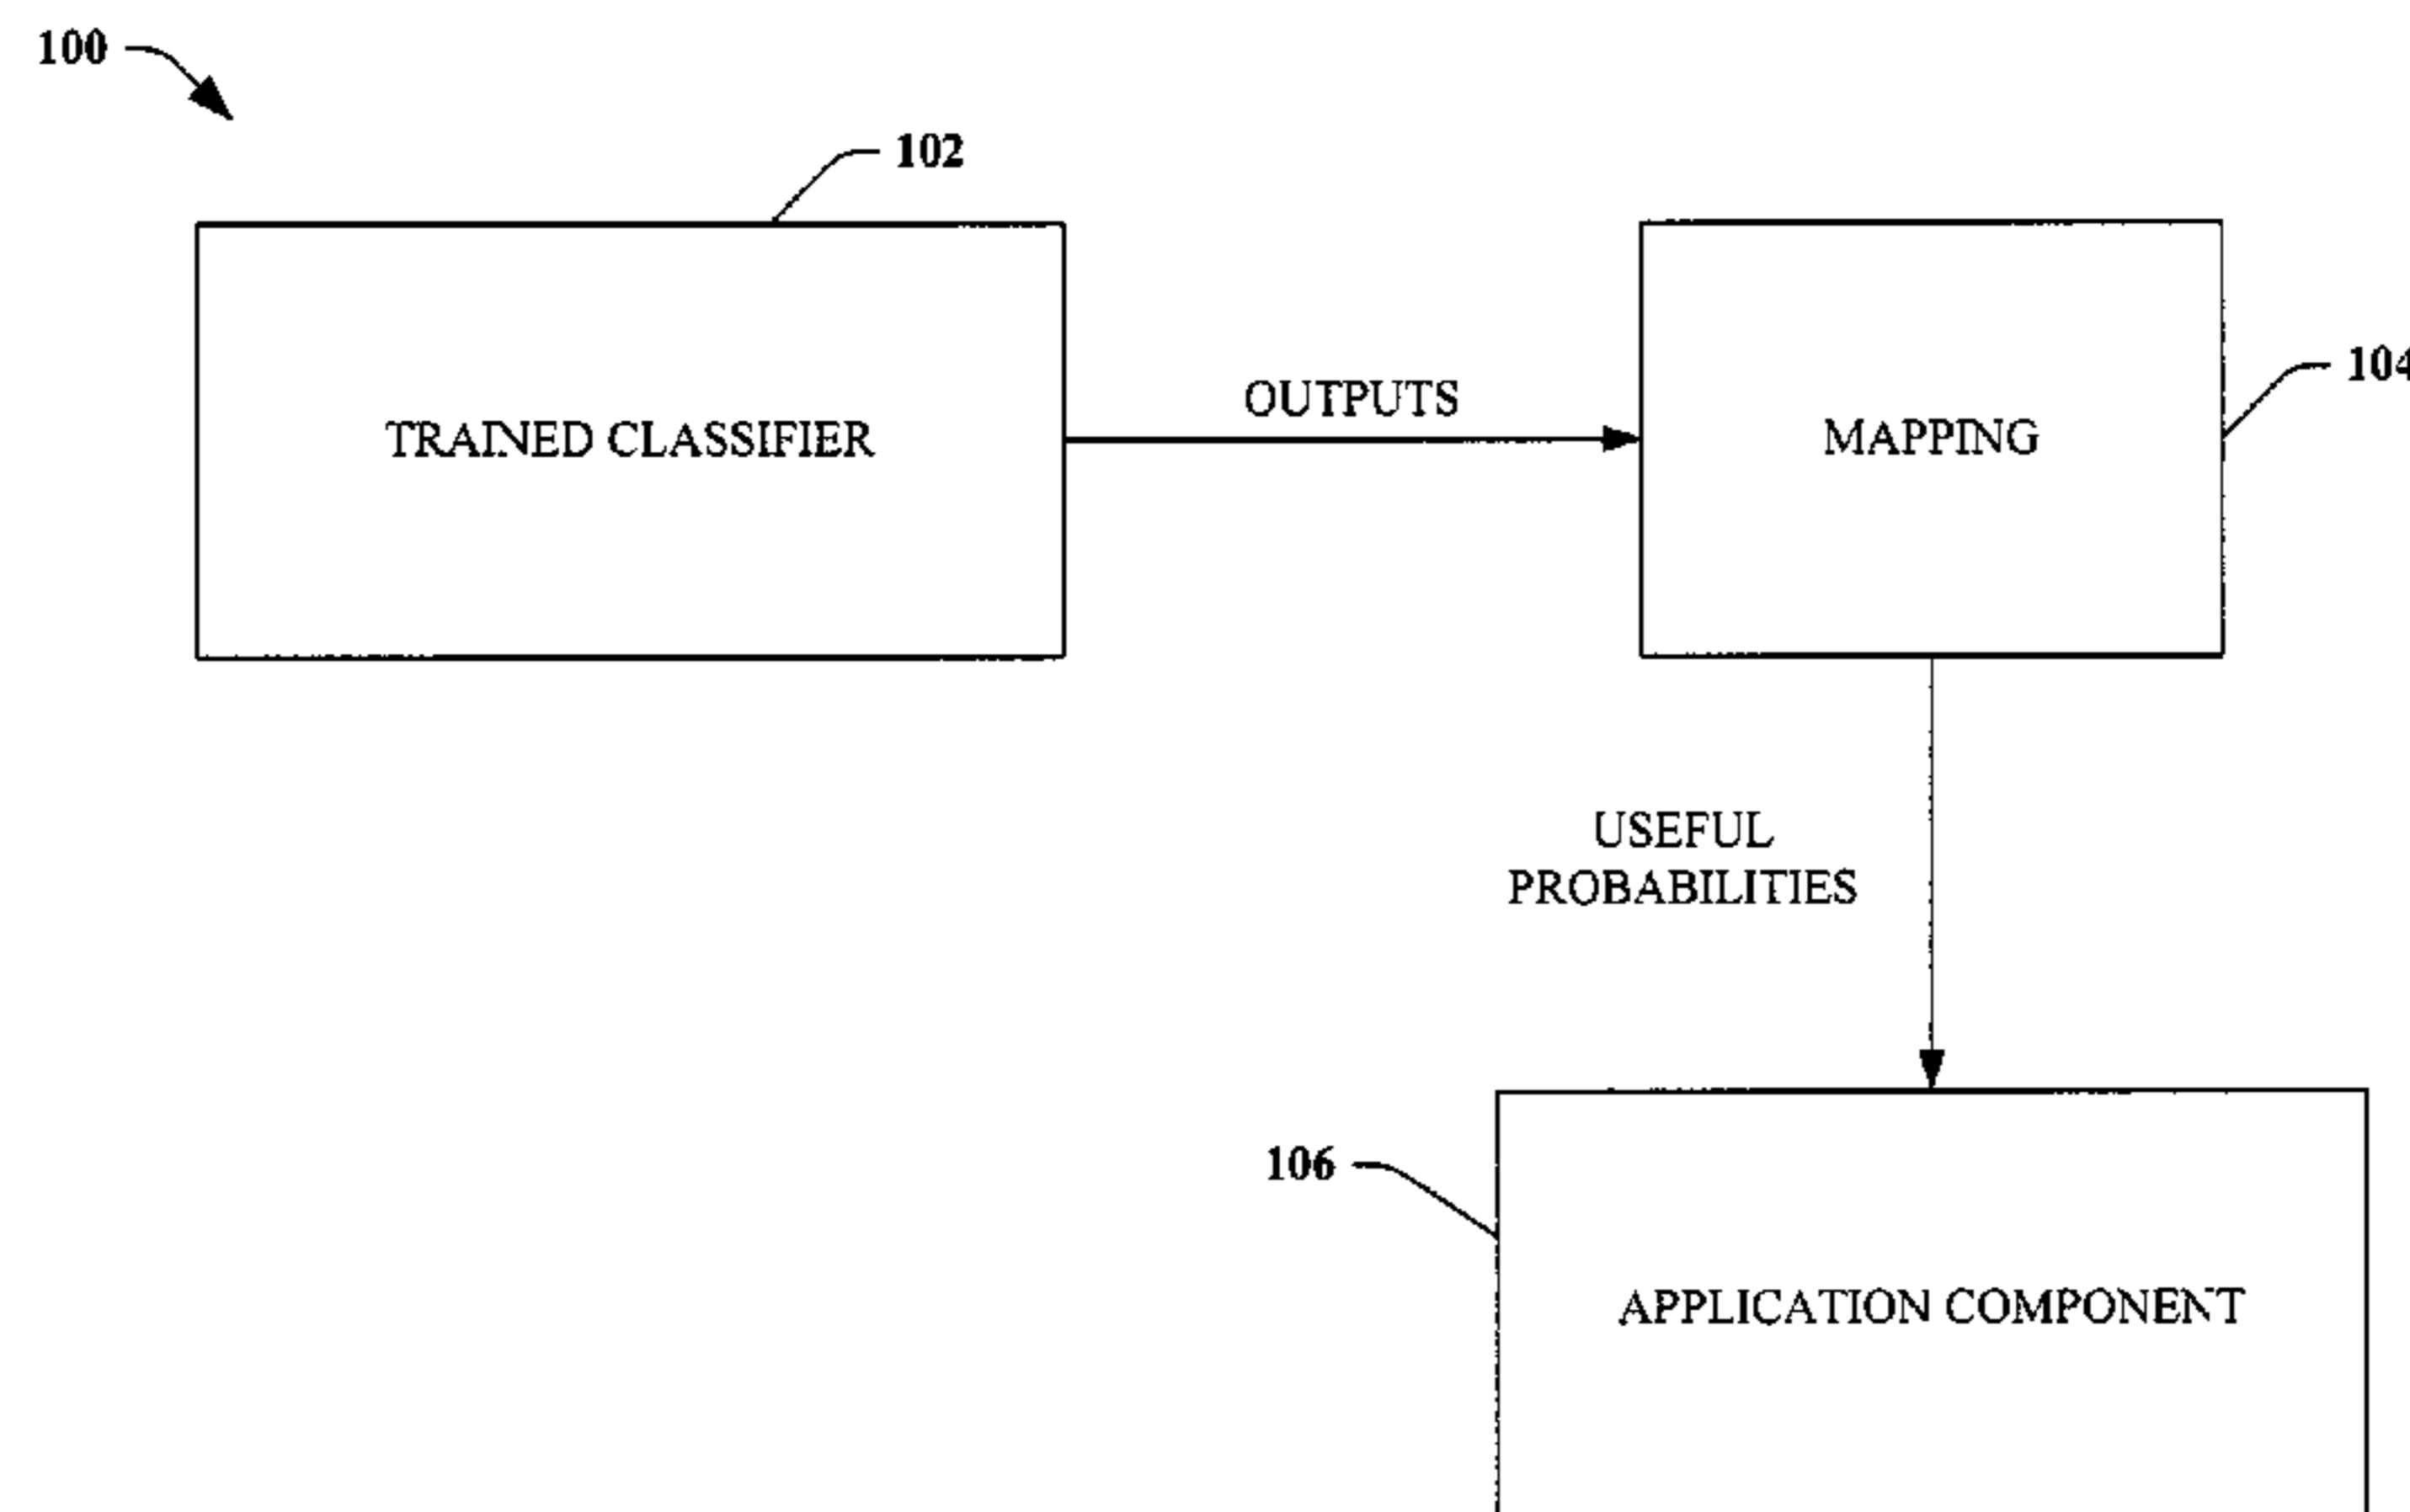 100
102
104
TRAINED CLASSIFIER
OUTPUTS
MAPPING
USEFUL
PROBABILITIES
106
APPLICATION COMPONENT